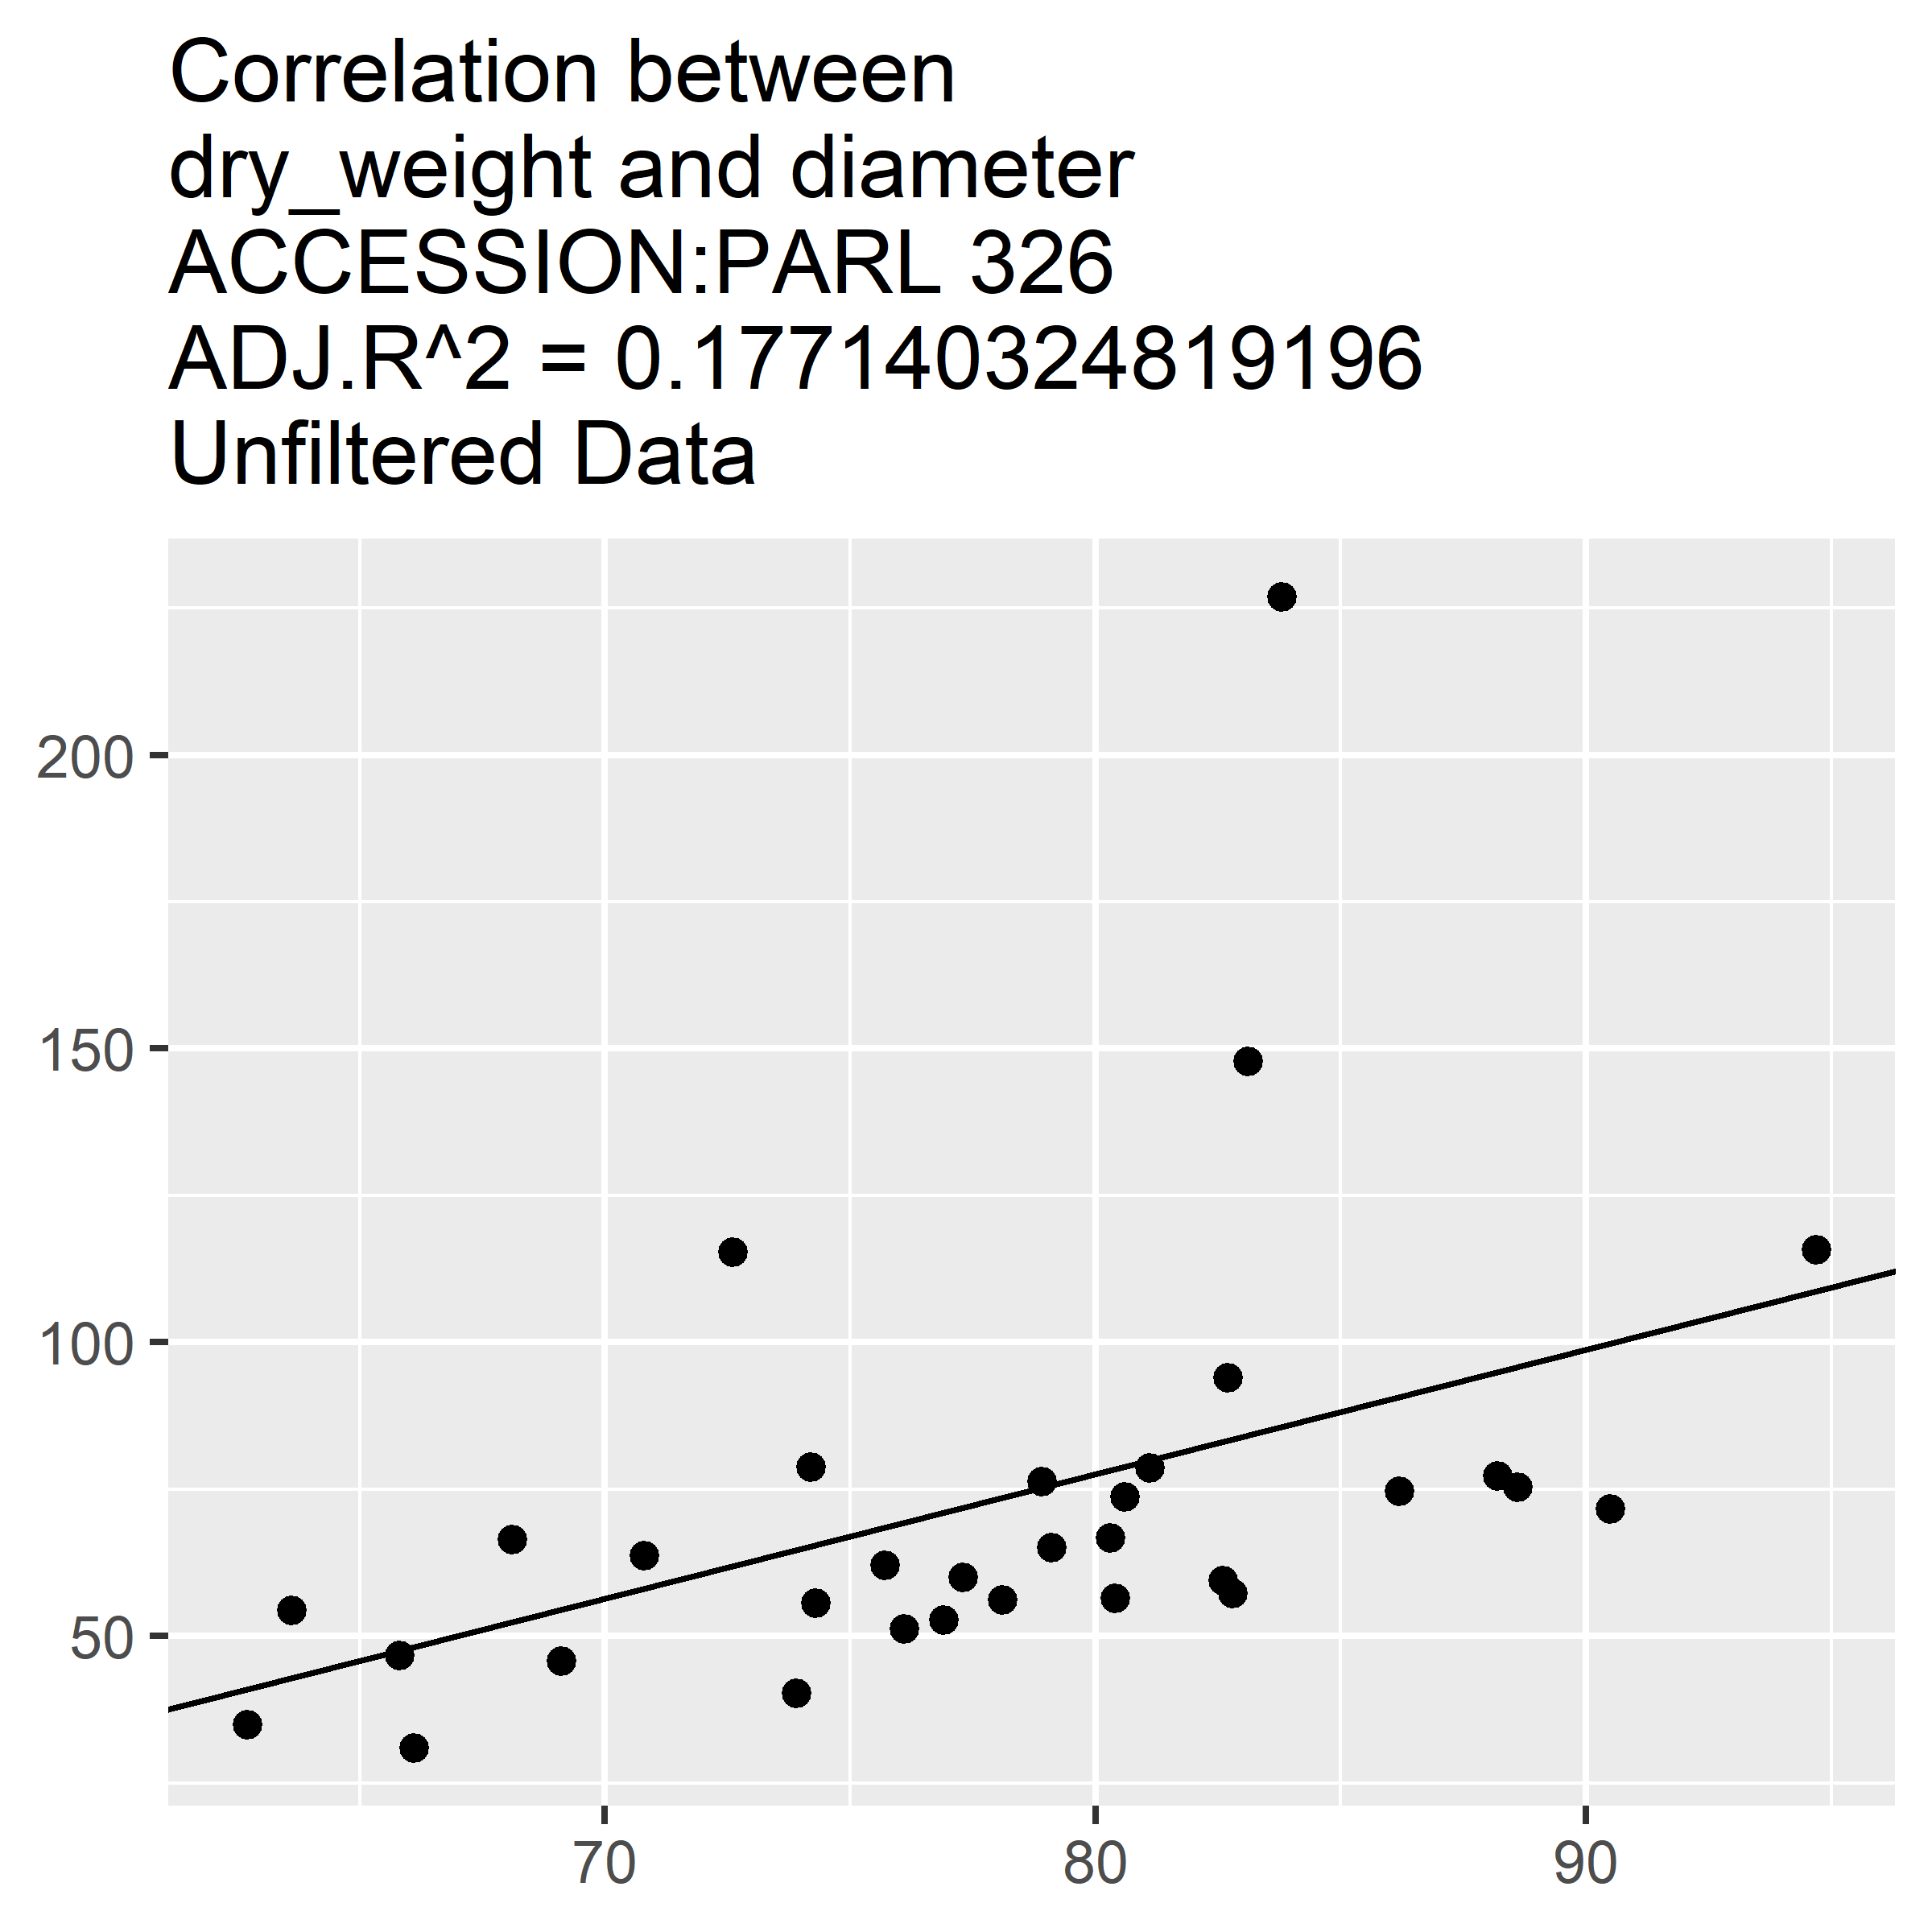 Correlation between
dry_weight and diameter
ACCESSION:PARL 326
ADJ.R^2 = 0.177140324819196
Unfiltered Data
200
150
100
50
70 80 90